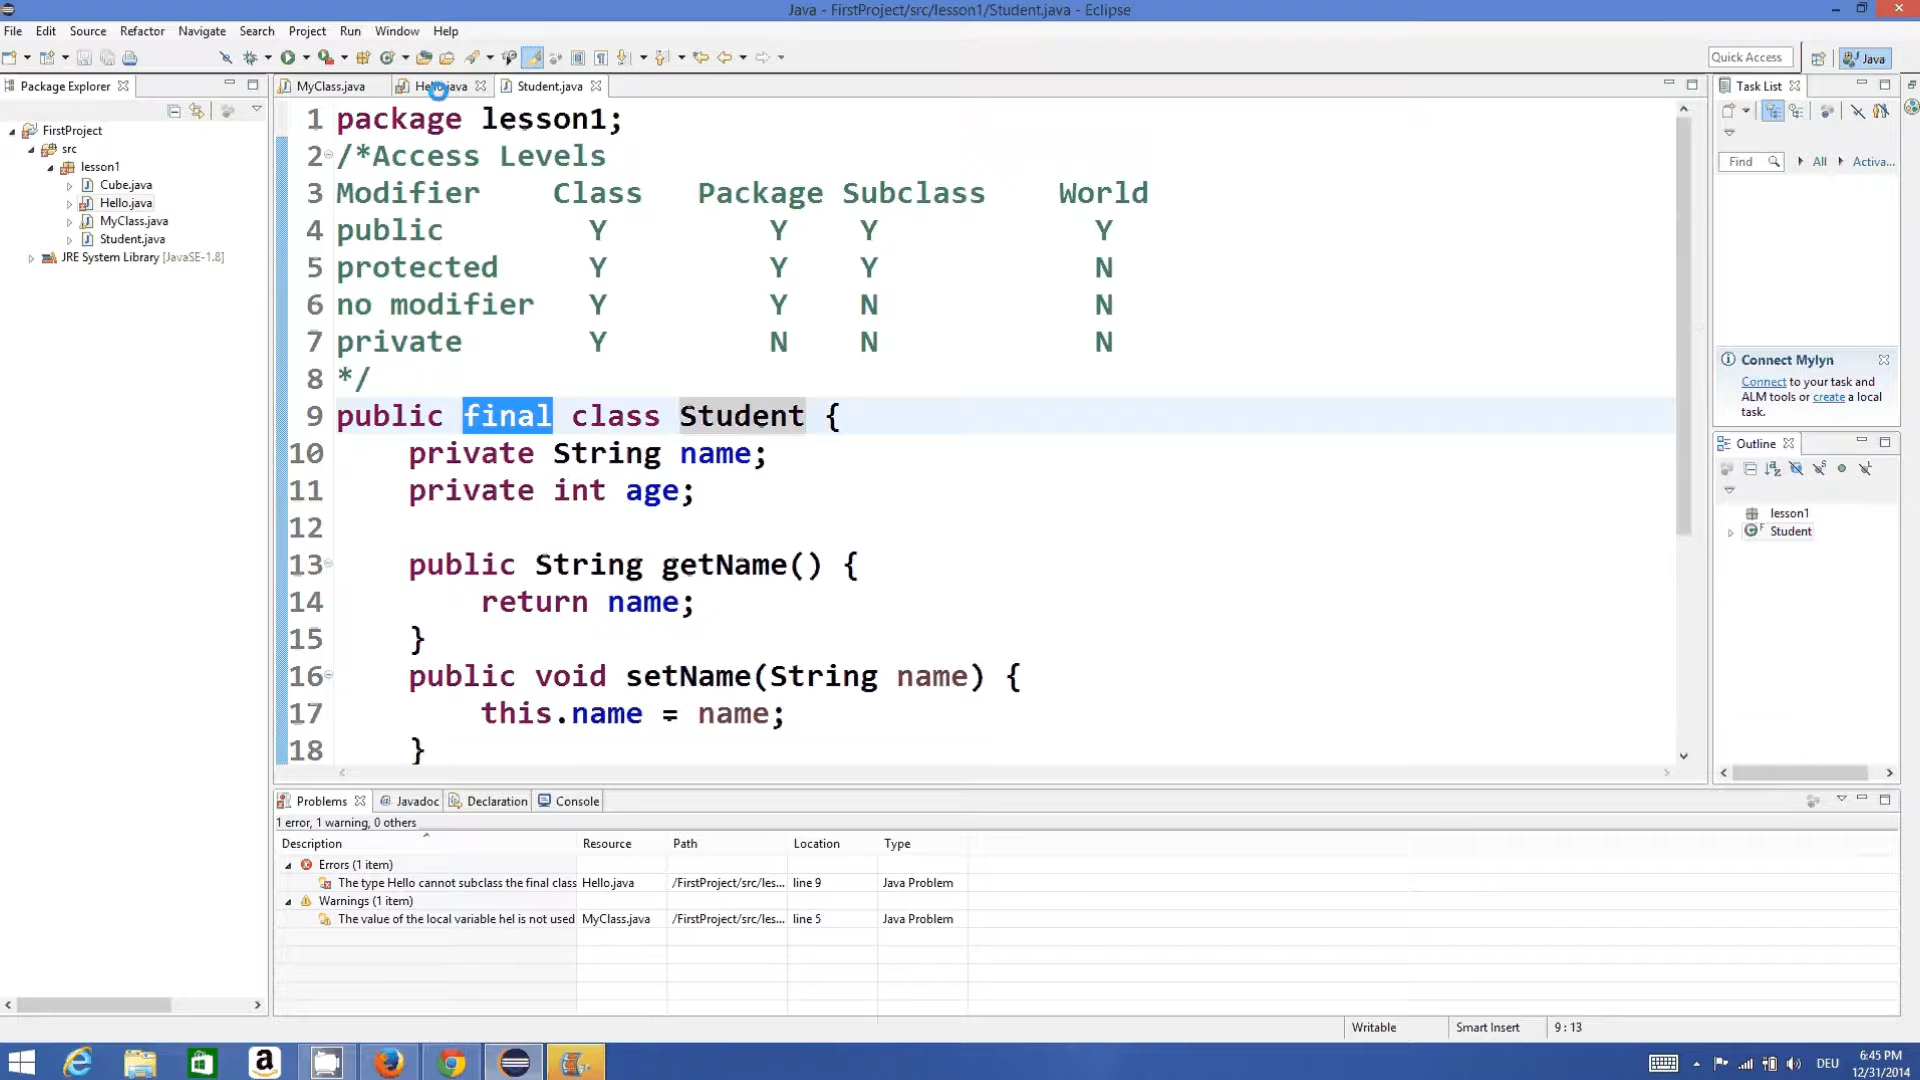 Java - FirstProject/src/lesson1/Student.java - Eclipse
File Edit Source Refactor Navigate Search Project Run Window Help
Quick Access
Java
Package Explorer
FirstProject
src
lesson1
Cube.java
Hello.java
MyClass.java
Student.java
JRE System Library [JavaSE-1.8]
MyClass.java Hello.java Student.java
1 package lesson1;
2 /*Access Levels
3 Modifier Class Package Subclass World
4 public Y Y Y Y
5 protected Y Y Y N
6 no modifier Y Y N N
7 private Y N N N
8 */
9 public final class Student {
10 private String name;
11 private int age;
12
13 public String getName() {
14 return name;
15 }
16 public void setName(String name) {
17 this.name = name;
18 }
Task List
Find All Activa...
Connect Mylyn
Connect to your task and
ALM tools or create a local
task.
Outline
lesson1
Student
Problems @ Javadoc Declaration Console
1 error, 1 warning, 0 others
Description Resource Path Location Type
Errors (1 item)
The type Hello cannot subclass the final class Hello.java /FirstProject/src/les... line 9 Java Problem
Warnings (1 item)
The value of the local variable hel is not used MyClass.java /FirstProject/src/les... line 5 Java Problem
Writable Smart Insert 9 : 13
DEU
6:45 PM
12/31/2014